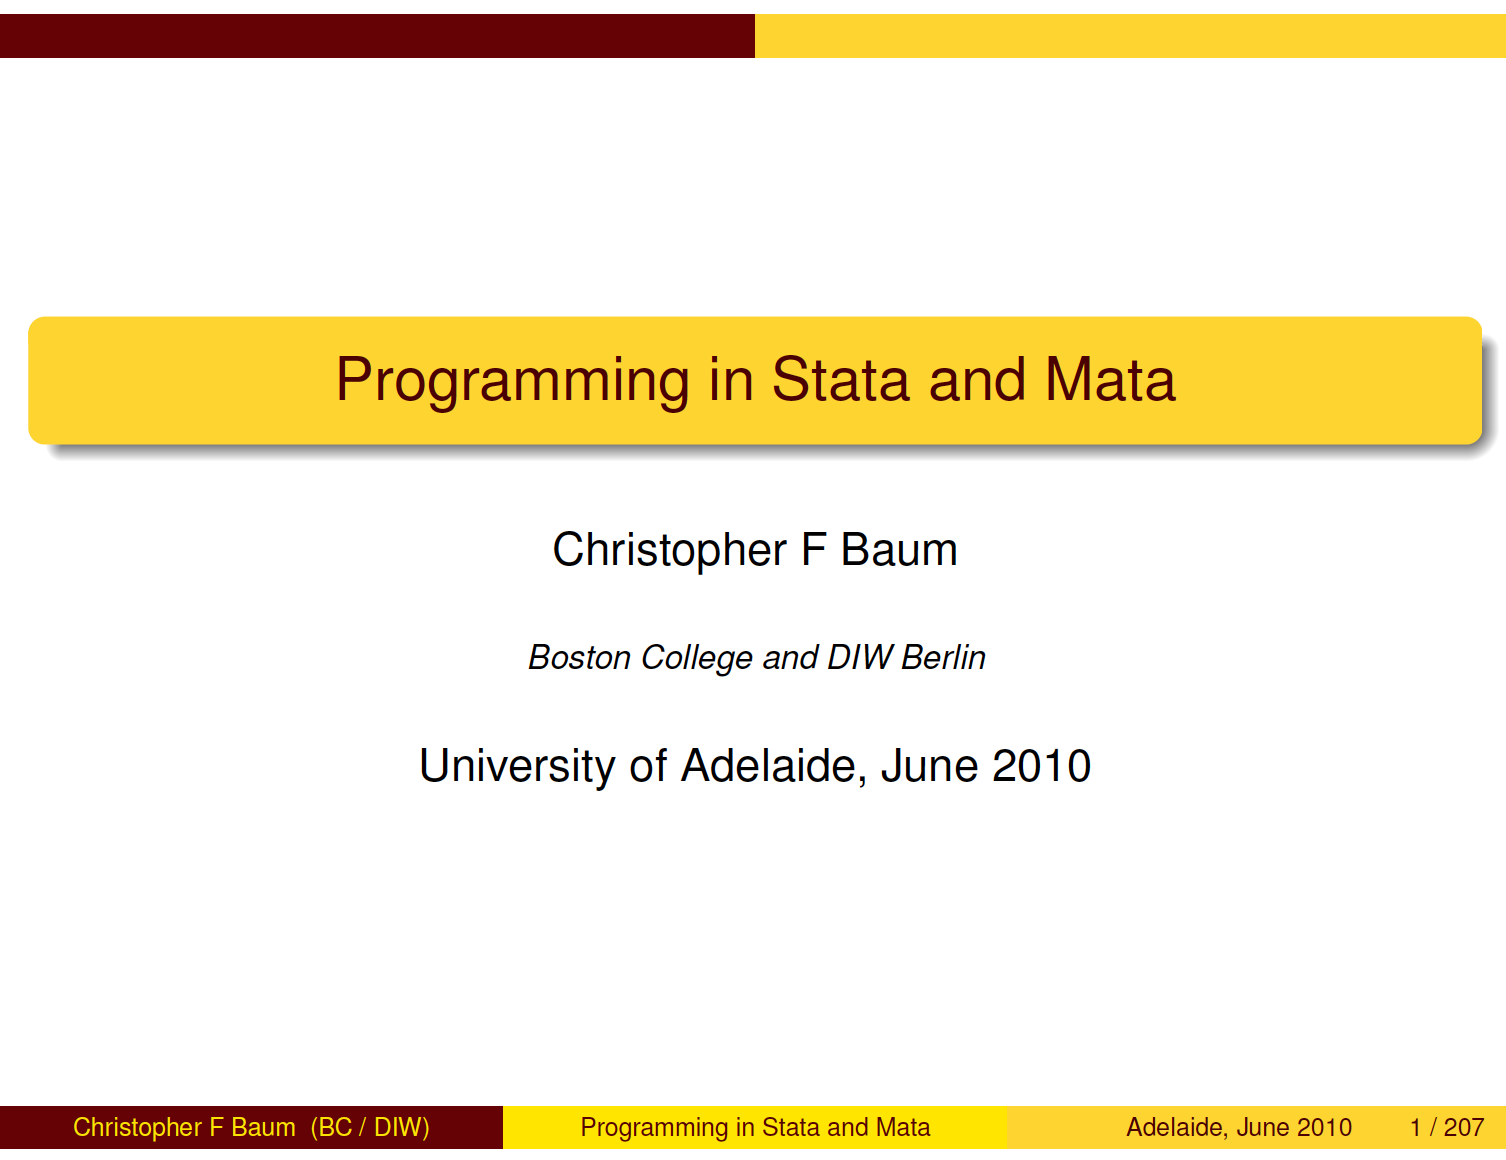 Programming in Stata and Mata
Christopher F Baum
Boston College and DIW Berlin
University of Adelaide, June 2010
Christopher F Baum (BC / DIW)
Programming in Stata and Mata
Adelaide, June 2010
1 / 207